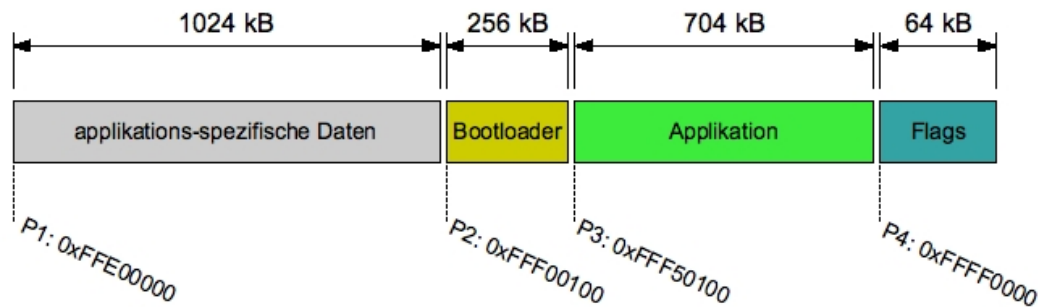 1024 kB
256 kB
704 kB
64 kB
applikations-spezifische Daten
Bootloader
Applikation
Flags
P1: 0xFFE00000
P2: 0xFFF00100
P3: 0xFFF50100
P4: 0xFFFF0000